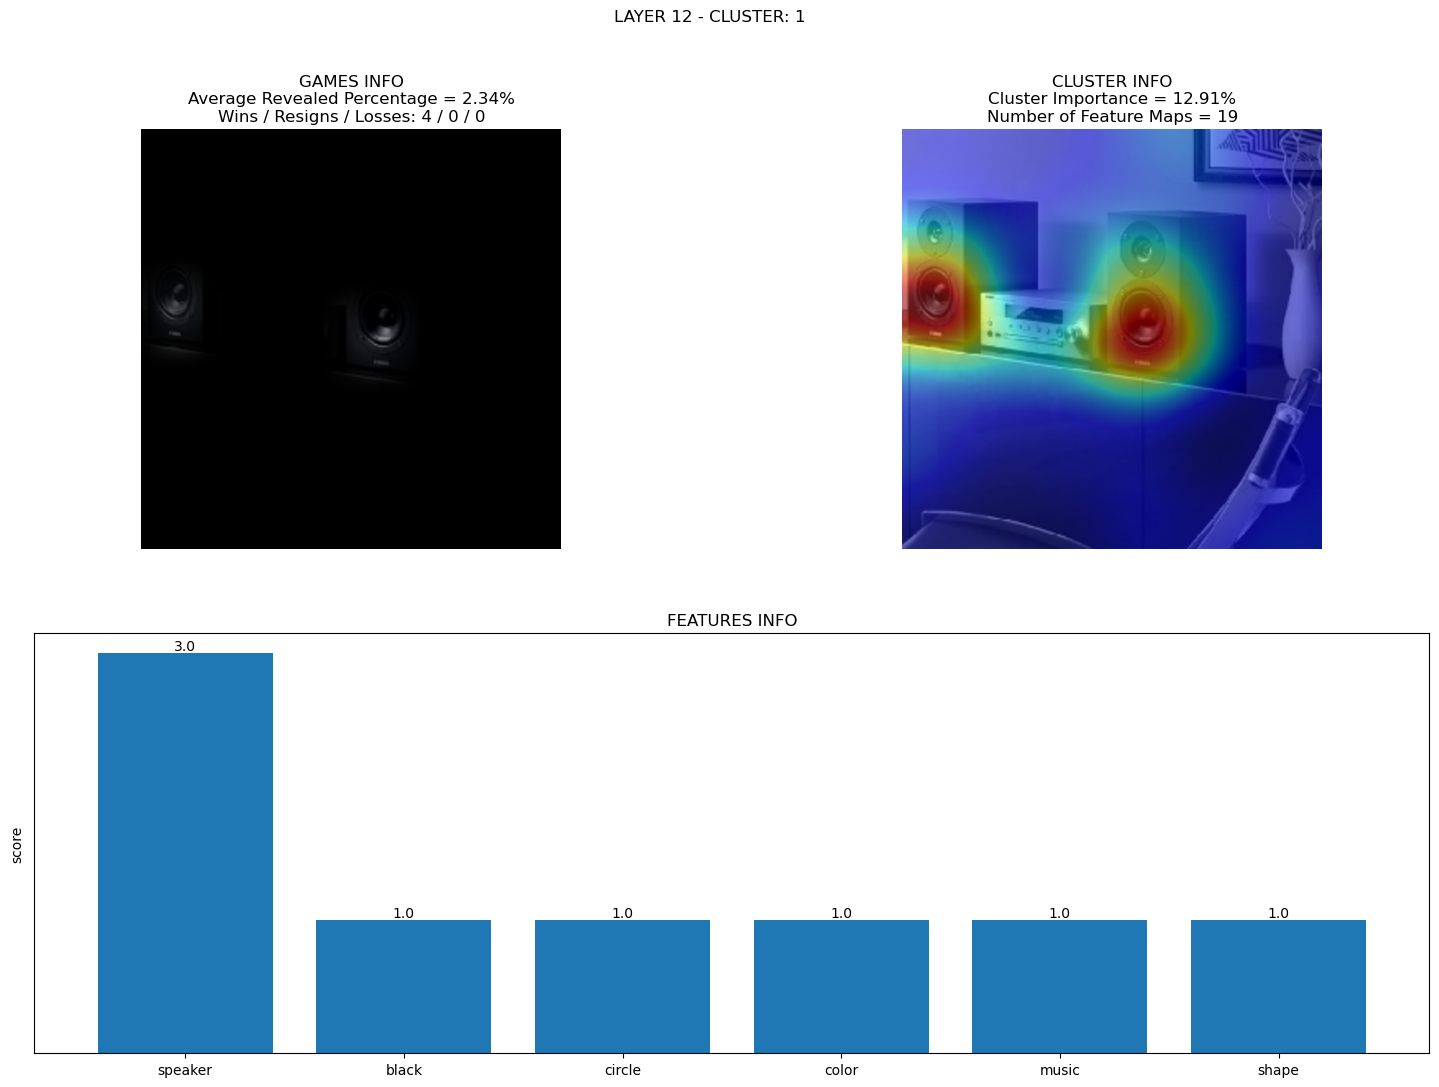 LAYER 12 - CLUSTER: 1
GAMES INFO
Average Revealed Percentage = 2.34%
Wins / Resigns / Losses: 4 / 0 / 0
CLUSTER INFO
Cluster Importance = 12.91%
Number of Feature Maps = 19
FEATURES INFO
score
3.0
1.0
1.0
1.0
1.0
1.0
speaker
black
circle
color
music
shape